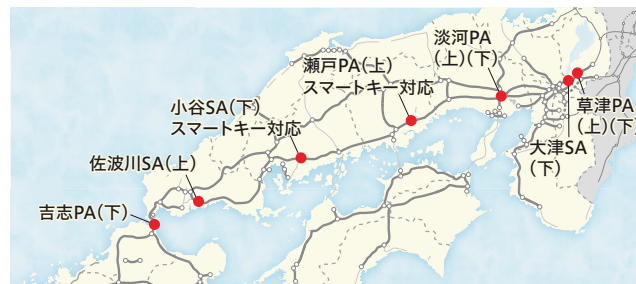 淡河PA
(上)(下)
瀬戸PA(上)
スマートキー対応
小谷SA(下)
スマートキー対応
草津PA
(上)(下)
大津SA
(下)
佐波川SA(上)
吉志PA(下)